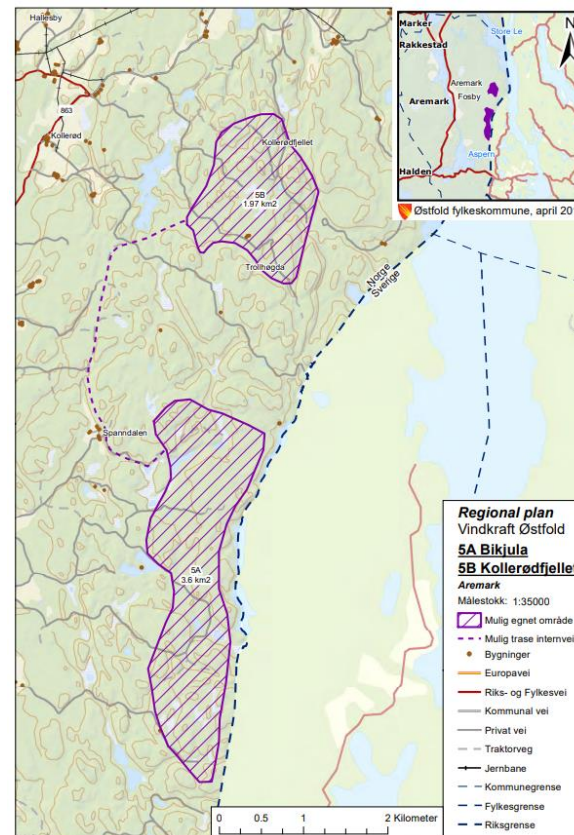 Hallesby
863
Kollerød
Kollerødfjellet
5B
1.97 km2
Trollhøgda
Norge
Sverige
Spanndalen
5A
3.6 km2
Marker
Rakkestad
Store Le
N
Aremark
Fosby
Aremark
Aspern
Halden
Østfold fylkeskommune, april 20
Regional plan
Vindkraft Østfold
5A Bikjula
5B Kollerødfjellet
Aremark
Målestokk: 1:35000
Mulig egnet område
Mulig trase internvei
Bygninger
Europavei
Riks- og Fylkesvei
Kommunal vei
Privat vei
Traktorveg
Jernbane
Kommunegrense
Fylkesgrense
Riksgrense
0 0.5 1 2 Kilometer